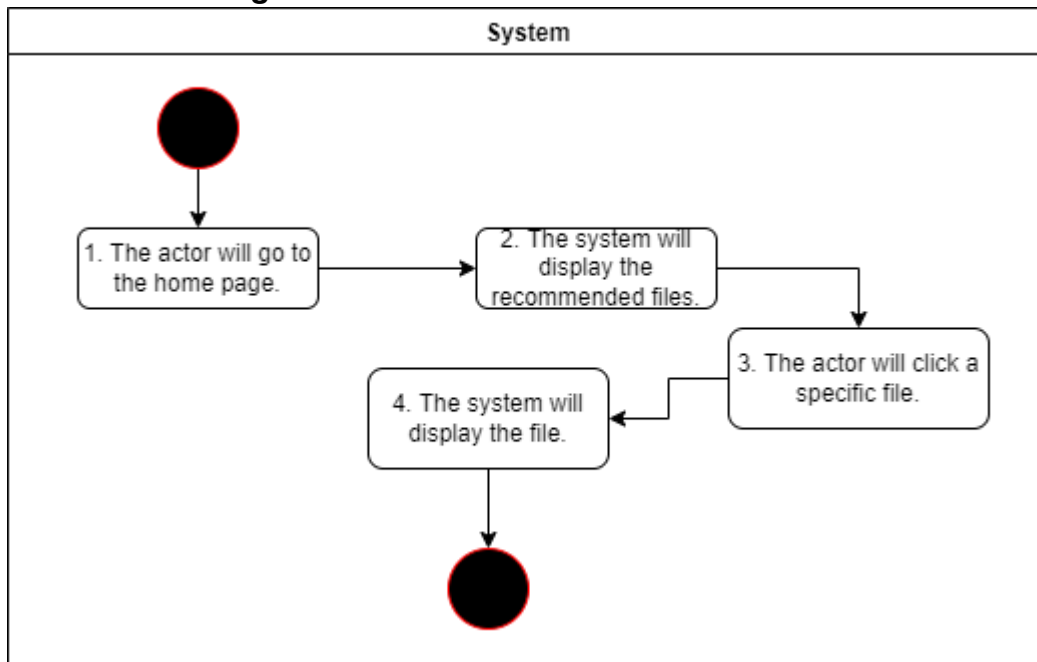 System
1. The actor will go to
the home page.
2. The system will
display the
recommended files.
3. The actor will click a
specific file.
4. The system will
display the file.